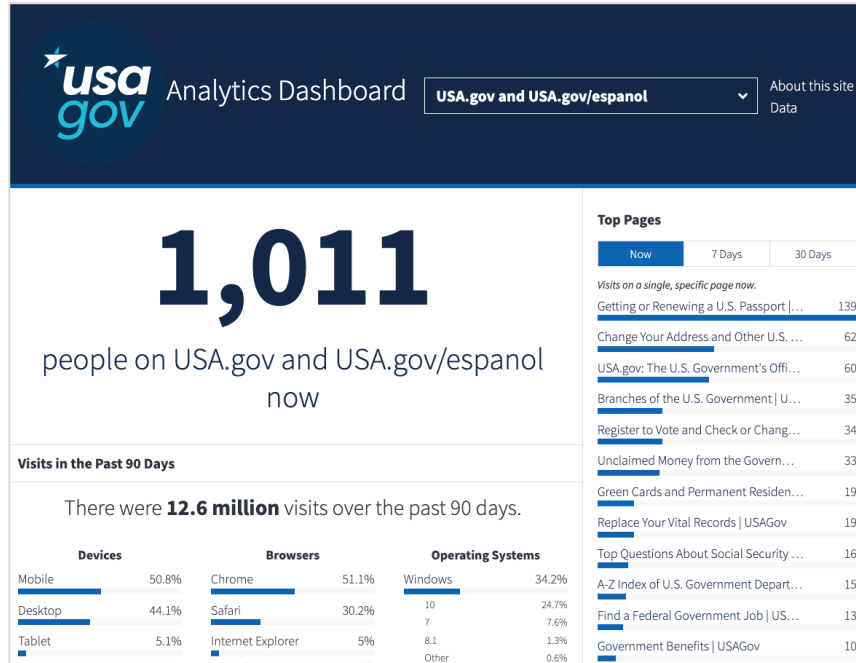 usa
gov
Analytics Dashboard
USA.gov and USA.gov/espanol
About this site
Data
1,011
people on USA.gov and USA.gov/espanol
now
Visits in the Past 90 Days
There were 12.6 million visits over the past 90 days.
Devices
Mobile 50.8%
Desktop 44.1%
Tablet 5.1%
Browsers
Chrome 51.1%
Safari 30.2%
Internet Explorer 5%
Operating Systems
Windows 34.2%
10 24.7%
7 7.6%
8.1 1.3%
Other 0.6%
Top Pages
Now 7 Days 30 Days
Visits on a single, specific page now.
Getting or Renewing a U.S. Passport |... 139
Change Your Address and Other U.S. ... 62
USA.gov: The U.S. Government's Offi... 60
Branches of the U.S. Government | U... 35
Register to Vote and Check or Chang... 34
Unclaimed Money from the Govern... 33
Green Cards and Permanent Residen... 19
Replace Your Vital Records | USAGov 19
Top Questions About Social Security ... 16
A-Z Index of U.S. Government Depart... 15
Find a Federal Government Job | US... 13
Government Benefits | USAGov 10